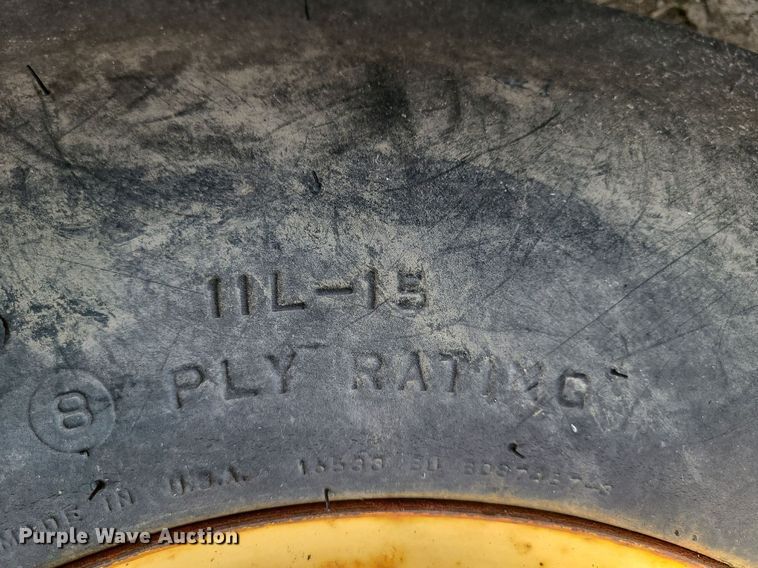 11L-15
8 PLY RATING
MADE IN U.S.A.
Purple Wave Auction